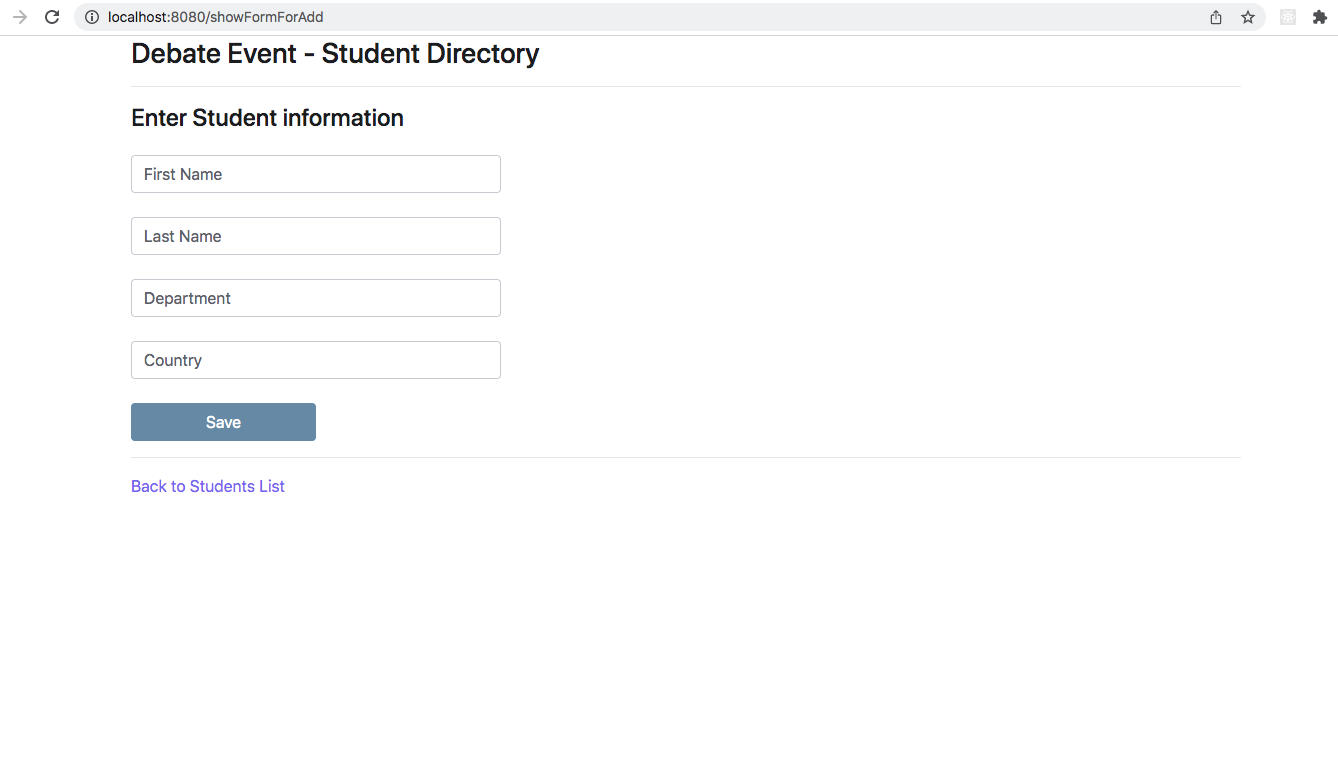 localhost:8080/showFormForAdd
Debate Event - Student Directory
Enter Student information
First Name
Last Name
Department
Country
Save
Back to Students List